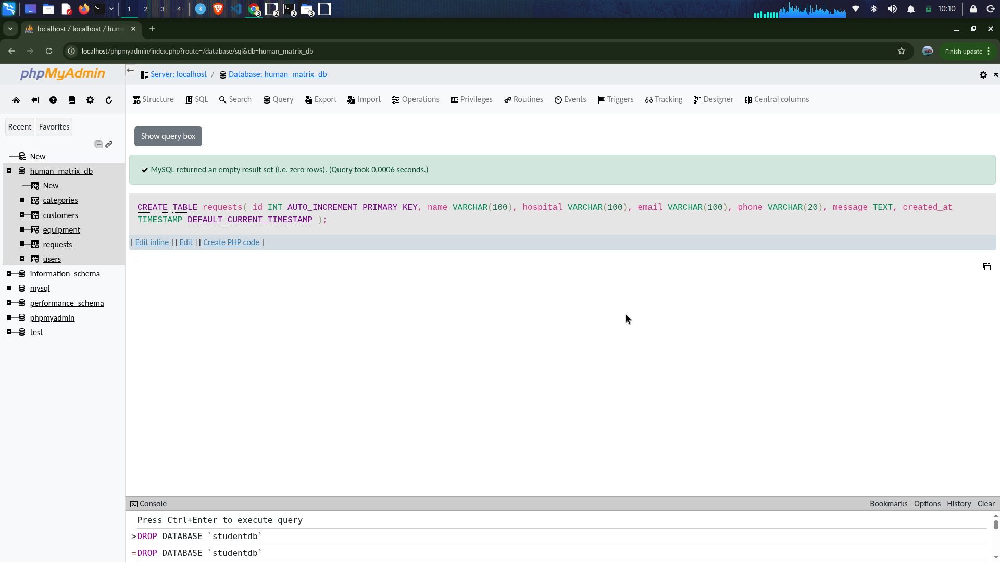 1 2 3 4 3 2 2 3 10:10
localhost / localhost / huma
localhost/phpmyadmin/index.php?route=/database/sql&db=human_matrix_db
Finish update
phpMyAdmin
Server: localhost / Database: human_matrix_db
Structure SQL Search Query Export Import Operations Privileges Routines Events Triggers Tracking Designer Central columns
Recent Favorites
New
human_matrix_db
New
categories
customers
equipment
requests
users
information_schema
mysql
performance_schema
phpmyadmin
test
Show query box
MySQL returned an empty result set (i.e. zero rows). (Query took 0.0006 seconds.)
CREATE TABLE requests( id INT AUTO_INCREMENT PRIMARY KEY, name VARCHAR(100), hospital VARCHAR(100), email VARCHAR(100), phone VARCHAR(20), message TEXT, created_at
TIMESTAMP DEFAULT CURRENT_TIMESTAMP );
[ Edit inline ] [ Edit ] [ Create PHP code ]
Console Bookmarks Options History Clear
Press Ctrl+Enter to execute query
>DROP DATABASE `studentdb`
=DROP DATABASE `studentdb`